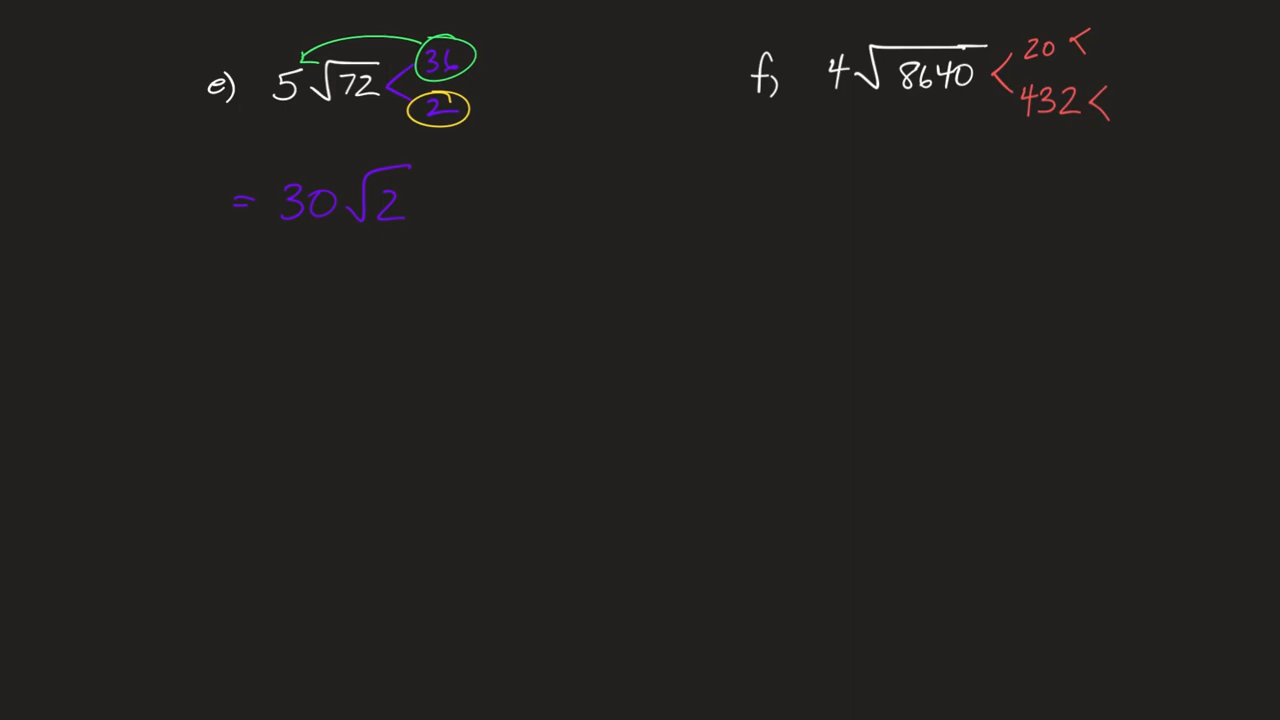 e) 5√72 < 36
2
= 30√2
f) 4√8640 < 20 <
432 <